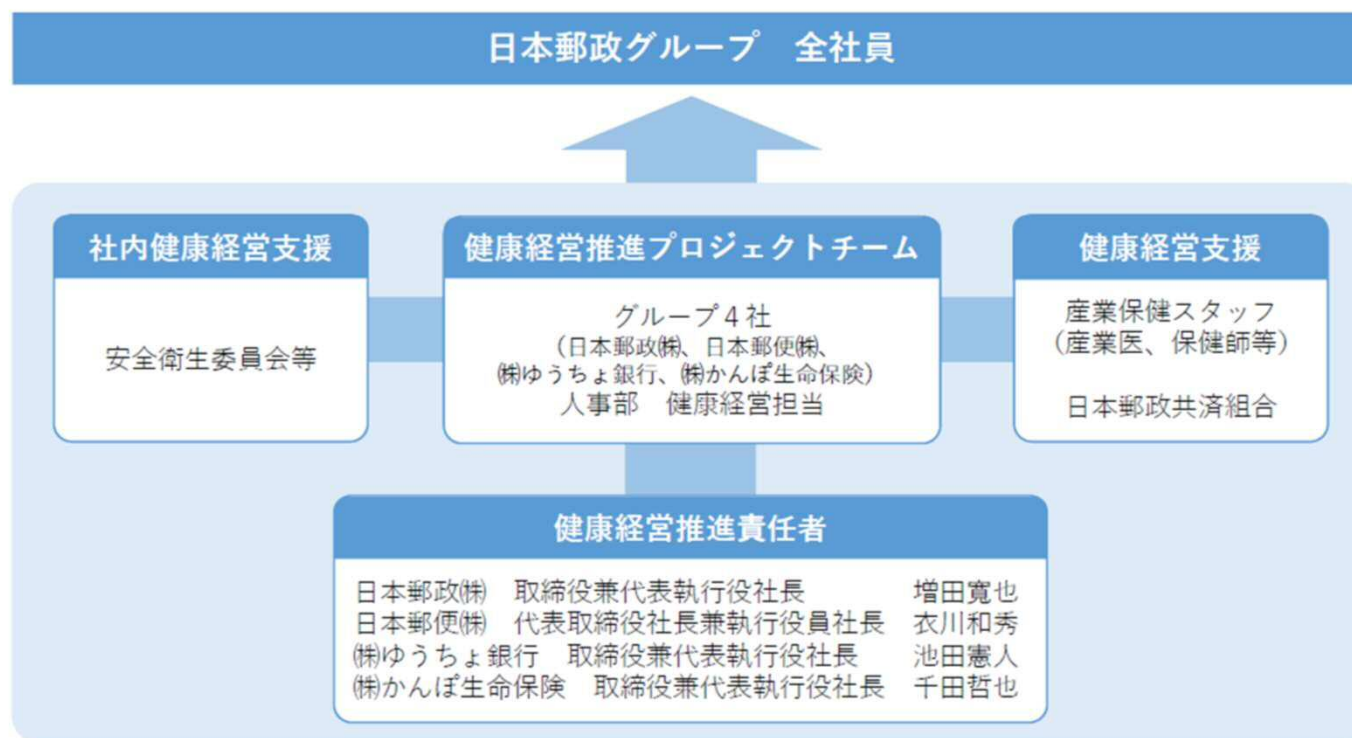 日本郵政グループ　全社員
社内健康経営支援
安全衛生委員会等
健康経営推進プロジェクトチーム
グループ４社
（日本郵政㈱、日本郵便㈱、
㈱ゆうちょ銀行、㈱かんぽ生命保険）
人事部　健康経営担当
健康経営支援
産業保健スタッフ
（産業医、保健師等）
日本郵政共済組合
健康経営推進責任者
日本郵政㈱　取締役兼代表執行役社長　増田寬也
日本郵便㈱　代表取締役社長兼執行役員社長　衣川和秀
㈱ゆうちょ銀行　取締役兼代表執行役社長　池田憲人
㈱かんぽ生命保険　取締役兼代表執行役社長　千田哲也